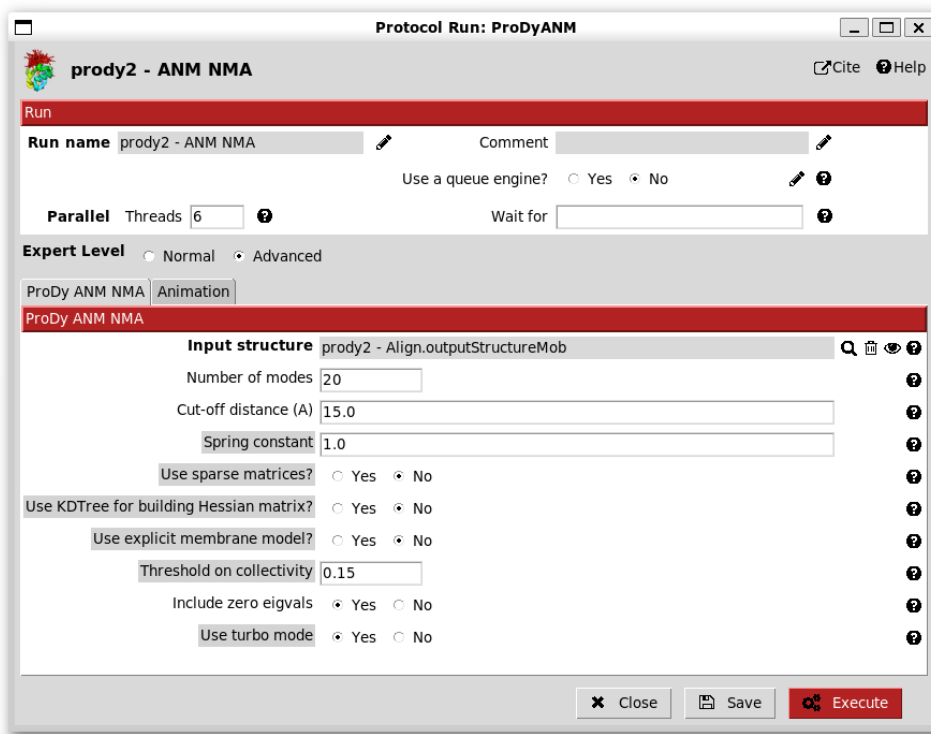 Protocol Run: ProDyANM
prody2 - ANM NMA
Cite Help
Run
Run name prody2 - ANM NMA Comment
Use a queue engine? Yes No
Parallel Threads 6 Wait for
Expert Level Normal Advanced
ProDy ANM NMA Animation
ProDy ANM NMA
Input structure prody2 - Align.outputStructureMob
Number of modes 20
Cut-off distance (A) 15.0
Spring constant 1.0
Use sparse matrices? Yes No
Use KDTree for building Hessian matrix? Yes No
Use explicit membrane model? Yes No
Threshold on collectivity 0.15
Include zero eigvals Yes No
Use turbo mode Yes No
Close Save Execute